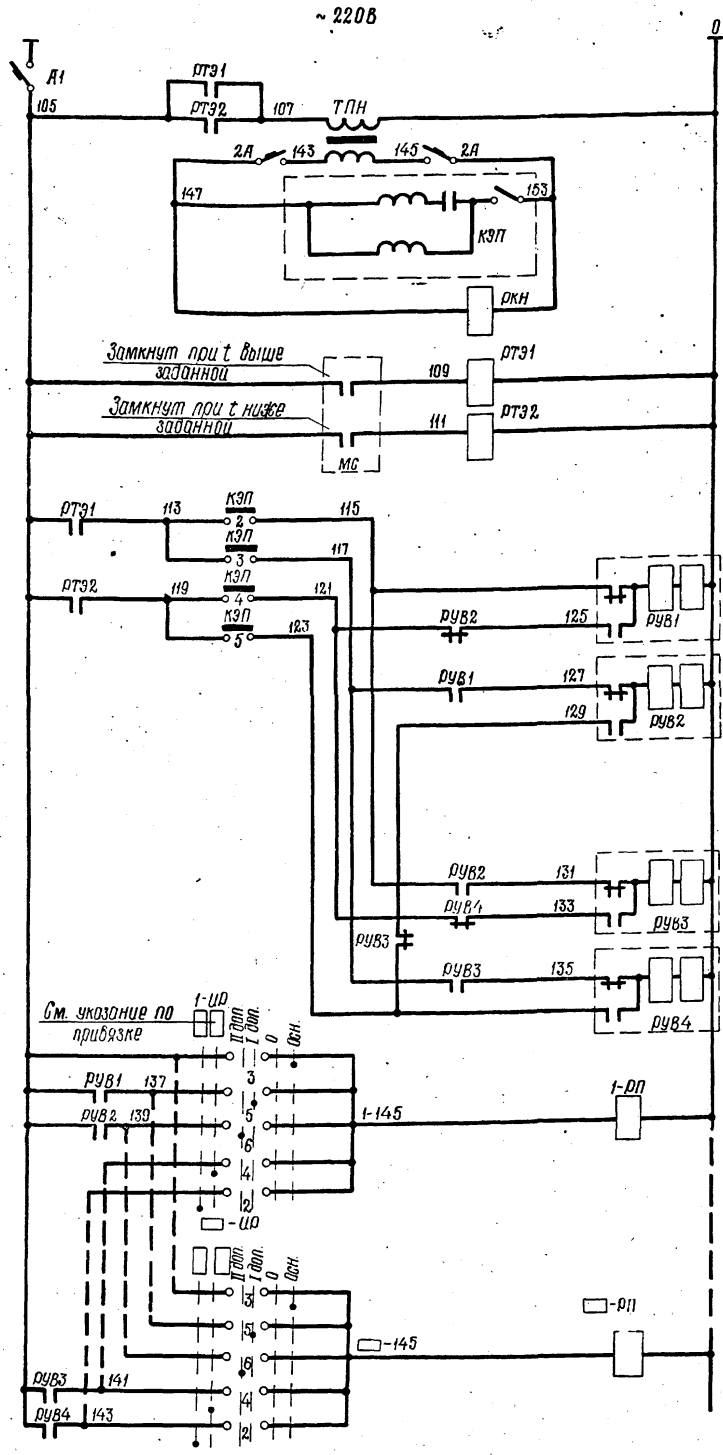 ~ 220В
0
А1
105
РТЭ1
РТЭ2
107
ТПН
2А
143
145
2А
147
153
КЭП
РКН
Замкнут при t выше
заданной
109
РТЭ1
Замкнут при t ниже
заданной
111
РТЭ2
МС
РТЭ1
113
КЭП
2
115
КЭП
3
117
РТЭ2
119
КЭП
4
121
КЭП
5
123
РУВ2
125
РУВ1
РУВ1
127
129
РУВ2
РУВ2
131
РУВ4
133
РУВ3
РУВ3
РУВ3
135
РУВ4
См. указание по
привязке
1-ИР
II доп.
I доп.
0
Осн.
3
РУВ1
137
5
РУВ2
139
6
1-145
1-РП
4
2
-ИР
II доп.
I доп.
0
Осн.
3
5
6
-145
-РП
РУВ3
141
4
РУВ4
143
2